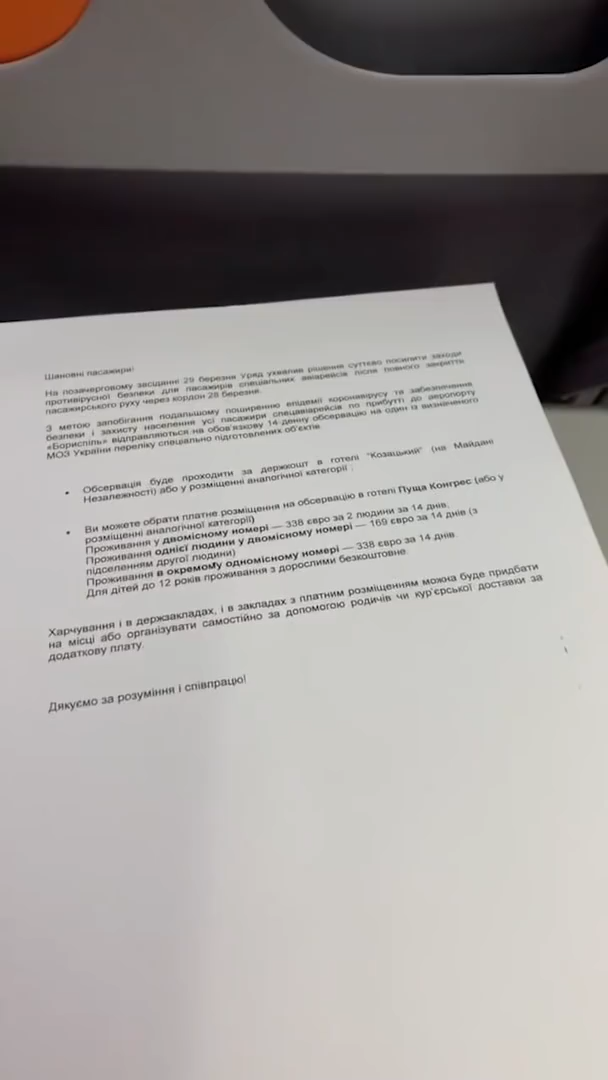 Шановні пасажири!
На позачерговому засіданні 29 березня Уряд ухвалив рішення суттєво посилити заходи
противірусної безпеки для пасажирів спеціальних авіарейсів після повного закриття
пасажирського руху через кордон 28 березня.
З метою запобігання подальшому поширенню епідемії коронавірусу та забезпечення
безпеки і захисту населення усі пасажири спецавіарейсів по прибутті до аеропорту
«Бориспіль» відправляються на обов'язкову 14-денну обсервацію на один із визначеного
МОЗ України переліку спеціально підготовлених об'єктів.
• Обсервація буде проходити за держкошт в готелі "Козацький" (на Майдані
Незалежності) або у розміщенні аналогічної категорії ;
• Ви можете обрати платне розміщення на обсервацію в готелі Пуща Конгрес (або у
розміщенні аналогічної категорії)
Проживання у двомісному номері — 338 євро за 2 людини за 14 днів.
Проживання однієї людини у двомісному номері — 169 євро за 14 днів (з
підселенням другої людини)
Проживання в окремому одномісному номері — 338 євро за 14 днів.
Для дітей до 12 років проживання з дорослими безкоштовне.
Харчування і в держзакладах, і в закладах з платним розміщенням можна буде придбати
на місці або організувати самостійно за допомогою родичів чи кур'єрської доставки за
додаткову плату.
Дякуємо за розуміння і співпрацю!